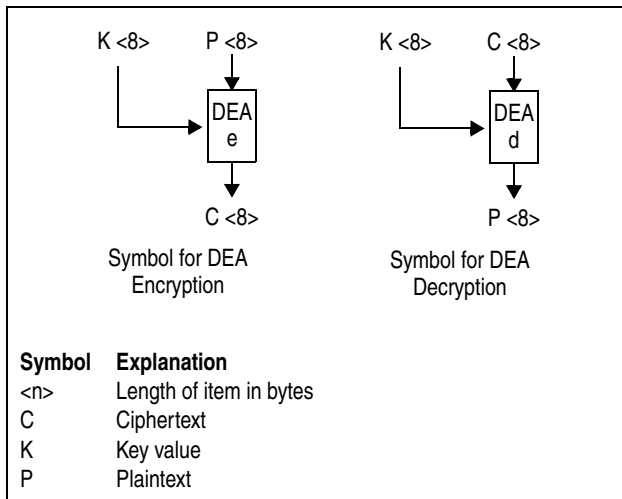 K <8> P <8> K <8> C <8>
DEA e DEA d
C <8> P <8>
Symbol for DEA Encryption
Symbol for DEA Decryption
Symbol Explanation
<n> Length of item in bytes
C Ciphertext
K Key value
P Plaintext